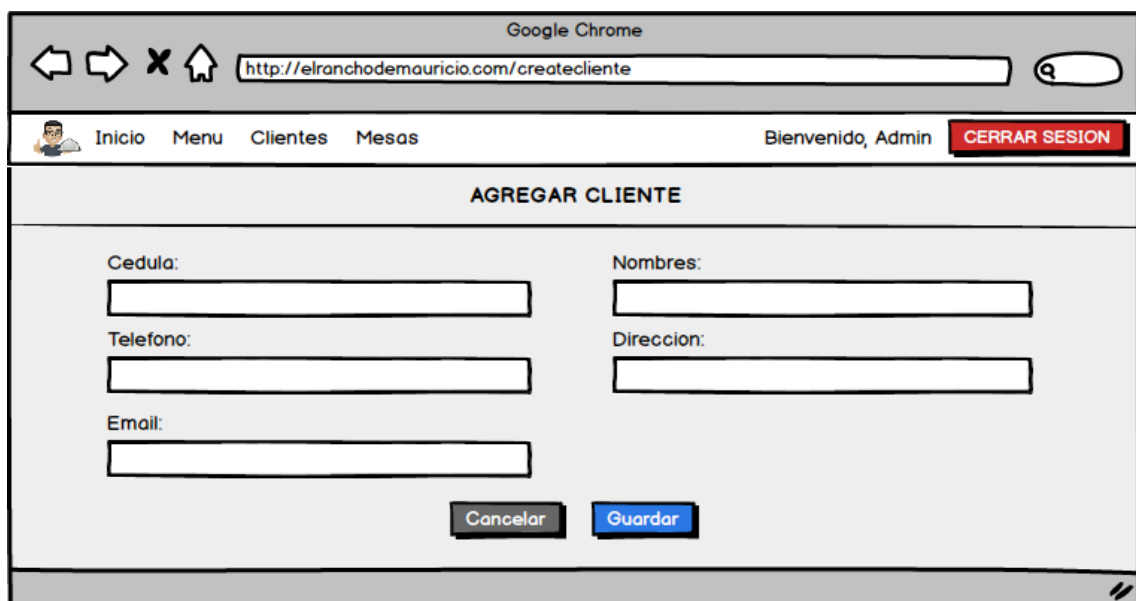 Google Chrome
http://elranchodemauricio.com/createcliente
Inicio Menu Clientes Mesas Bienvenido, Admin CERRAR SESION
AGREGAR CLIENTE
Cedula: Nombres:
Telefono: Direccion:
Email:
Cancelar Guardar